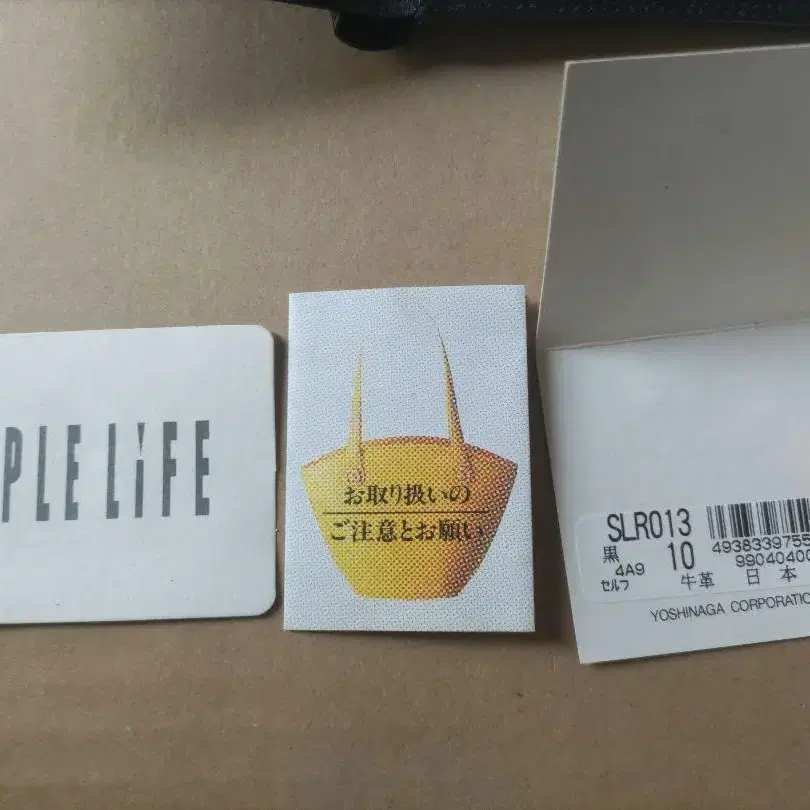 PLE LiFE
お取り扱いの
ご注意とお願い
SLR013
黒 10 4938339755
4A9 99040400
セルフ 牛革 日 本
YOSHINAGA CORPORATIO